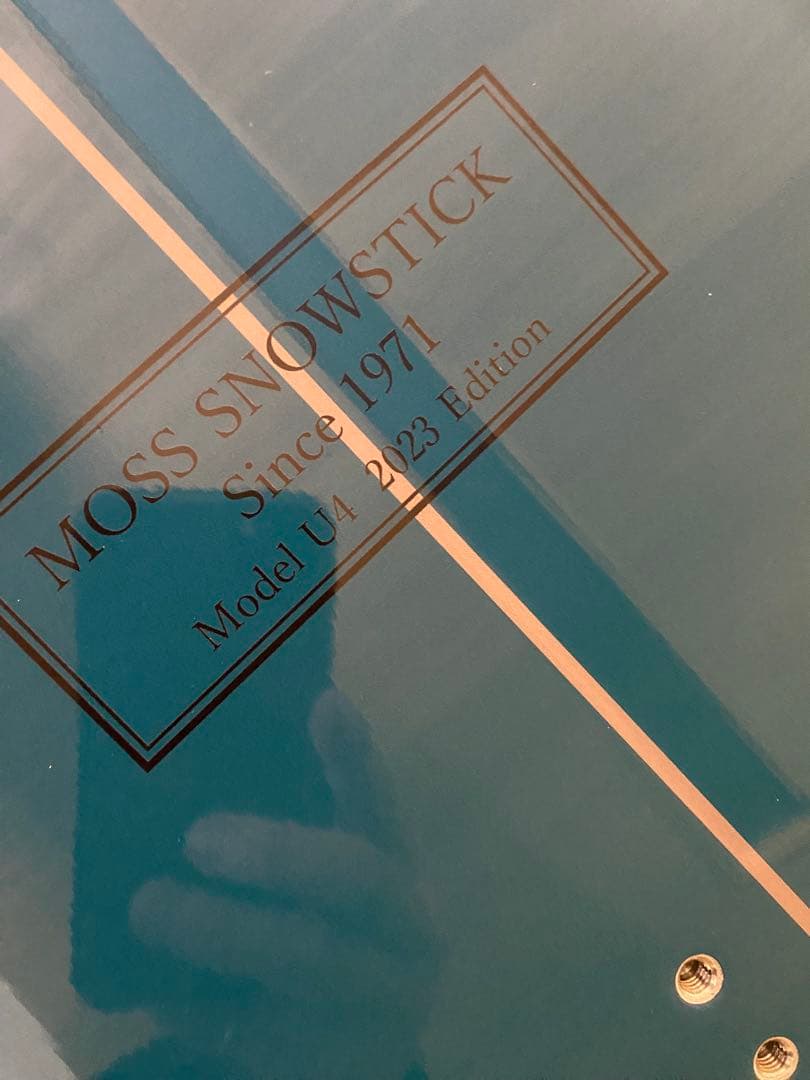 MOSS SNOWSTICK
Since 1971
Model U4 2023 Edition